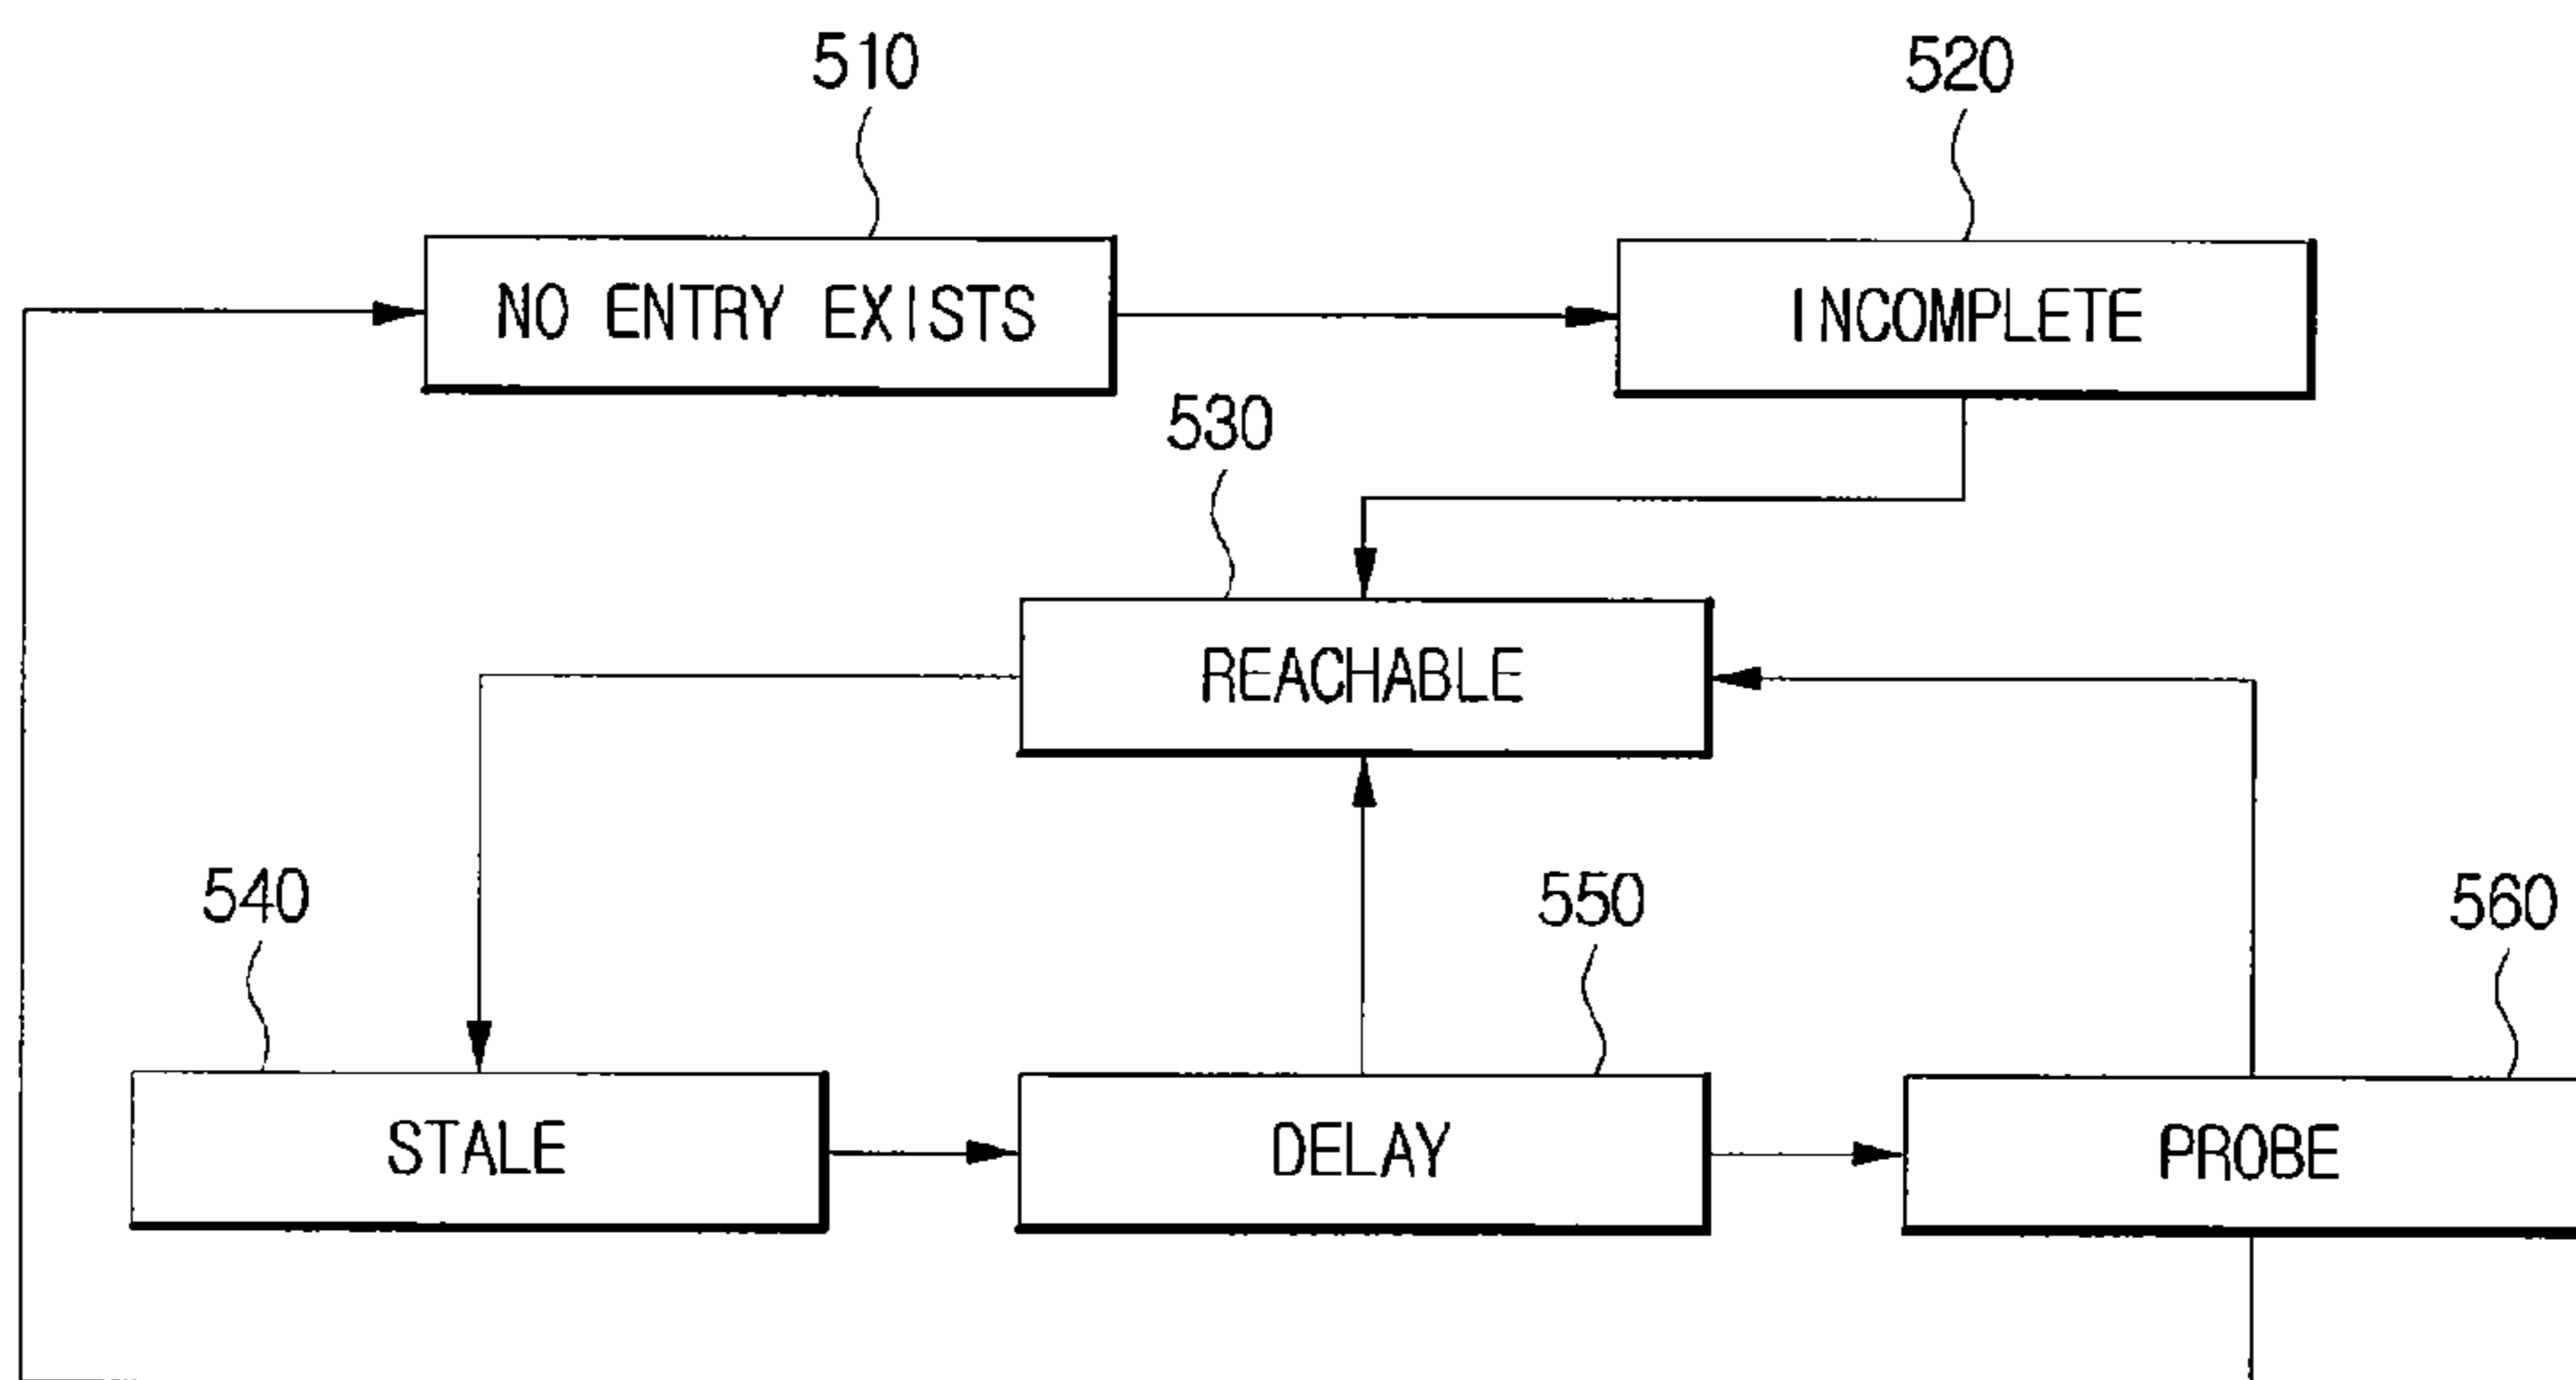 510
520
NO ENTRY EXISTS
INCOMPLETE
530
REACHABLE
540
550
560
STALE
DELAY
PROBE